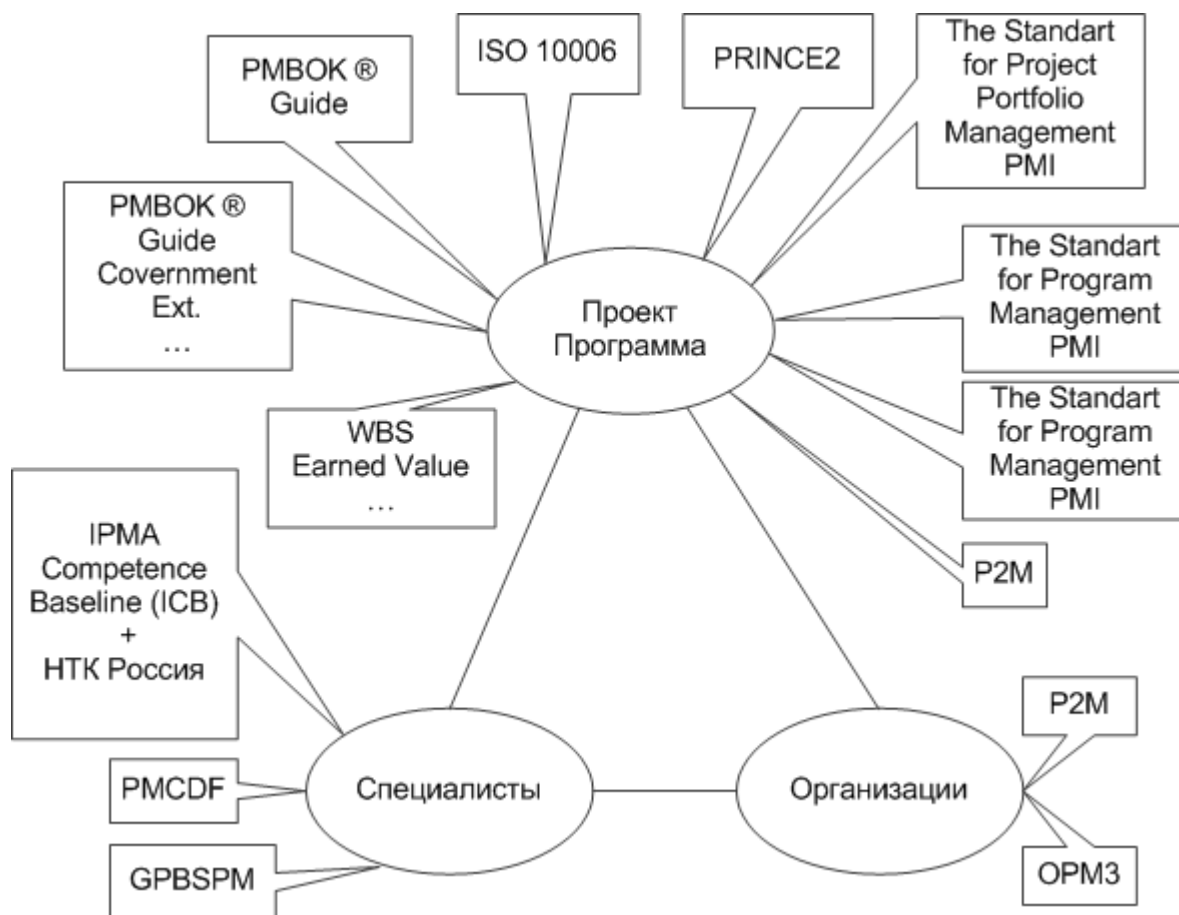 PMBOK ®
Guide
ISO 10006
PRINCE2
The Standart
for Project
Portfolio
Management
PMI
PMBOK ®
Guide
Covernment
Ext.
...
Проект
Программа
The Standart
for Program
Management
PMI
WBS
Earned Value
...
The Standart
for Program
Management
PMI
P2M
IPMA
Competence
Baseline (ICB)
+
НТК Россия
PMCDF
GPBSPM
Специалисты
Организации
P2M
OPM3